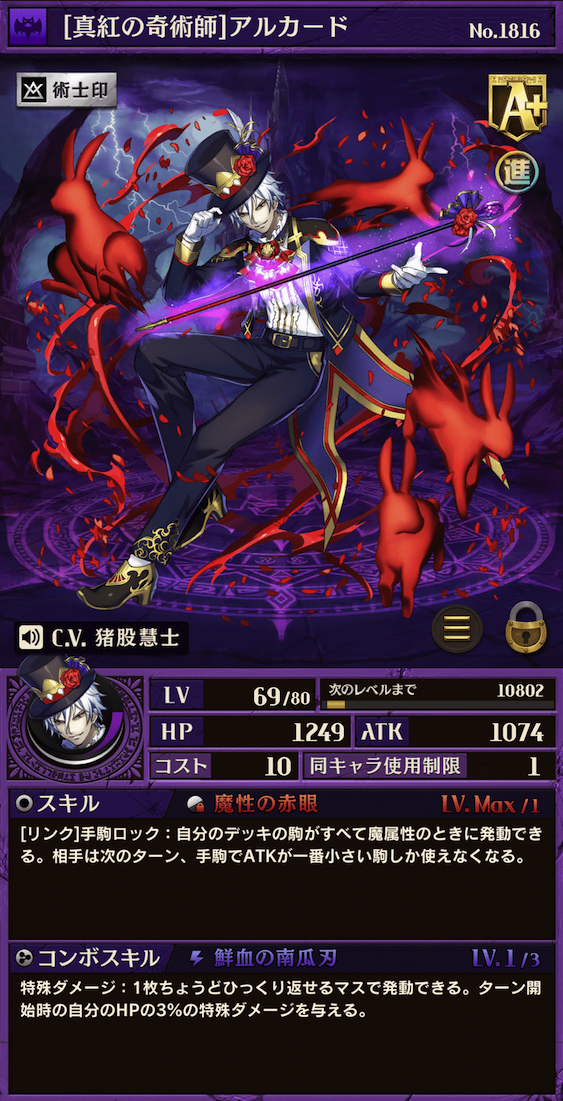 [真紅の奇術師]アルカード
No.1816
術士印
A+
進
C.V. 猪股慧士
LV 69/80
次のレベルまで 10802
HP 1249 ATK 1074
コスト 10 同キャラ使用制限 1
スキル 魔性の赤眼 LV.Max/1
[リンク]手駒ロック：自分のデッキの駒がすべて魔属性のときに発動でき
る。相手は次のターン、手駒でATKが一番小さい駒しか使えなくなる。
コンボスキル 鮮血の南瓜刃 LV.1/3
特殊ダメージ：1枚ちょうどひっくり返せるマスで発動できる。ターン開
始時の自分のHPの3%の特殊ダメージを与える。